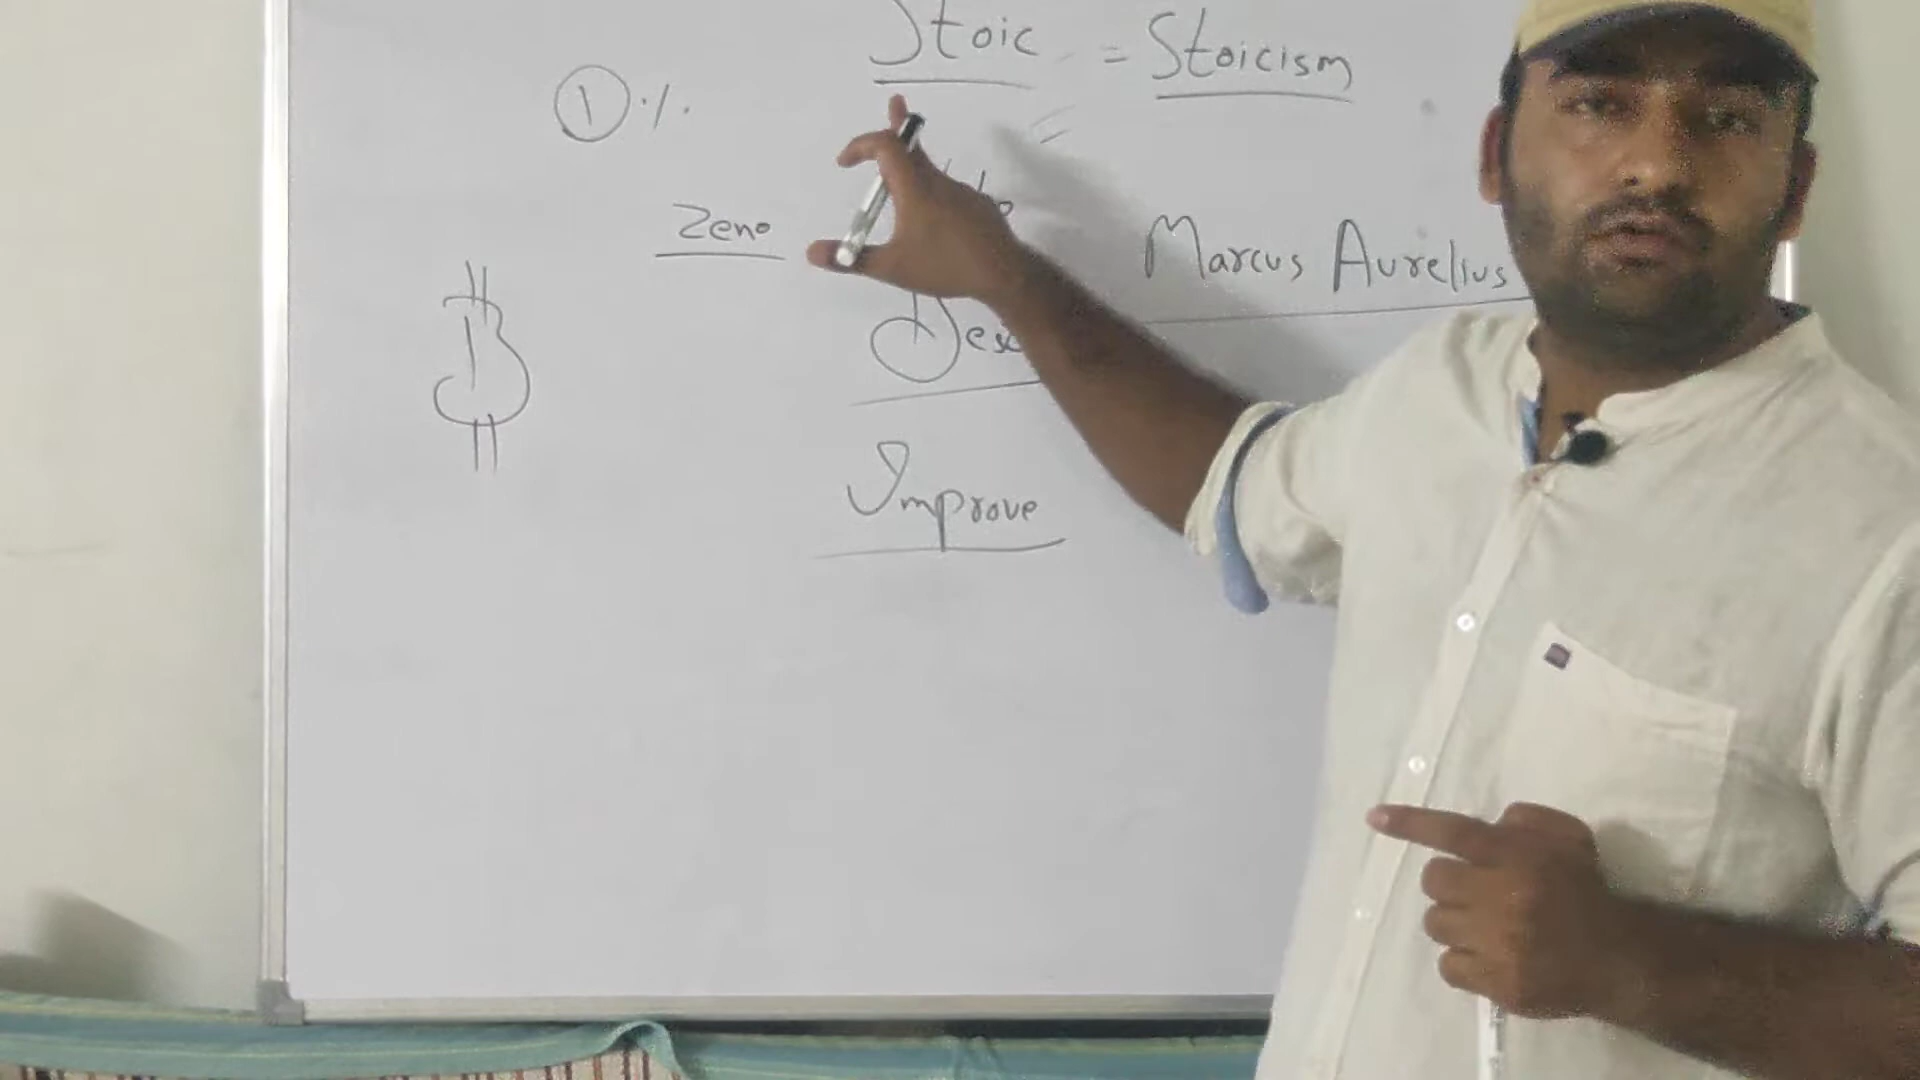 Stoic = Stoicism
1 %
Zeno
Marcus Aurelius
Improve